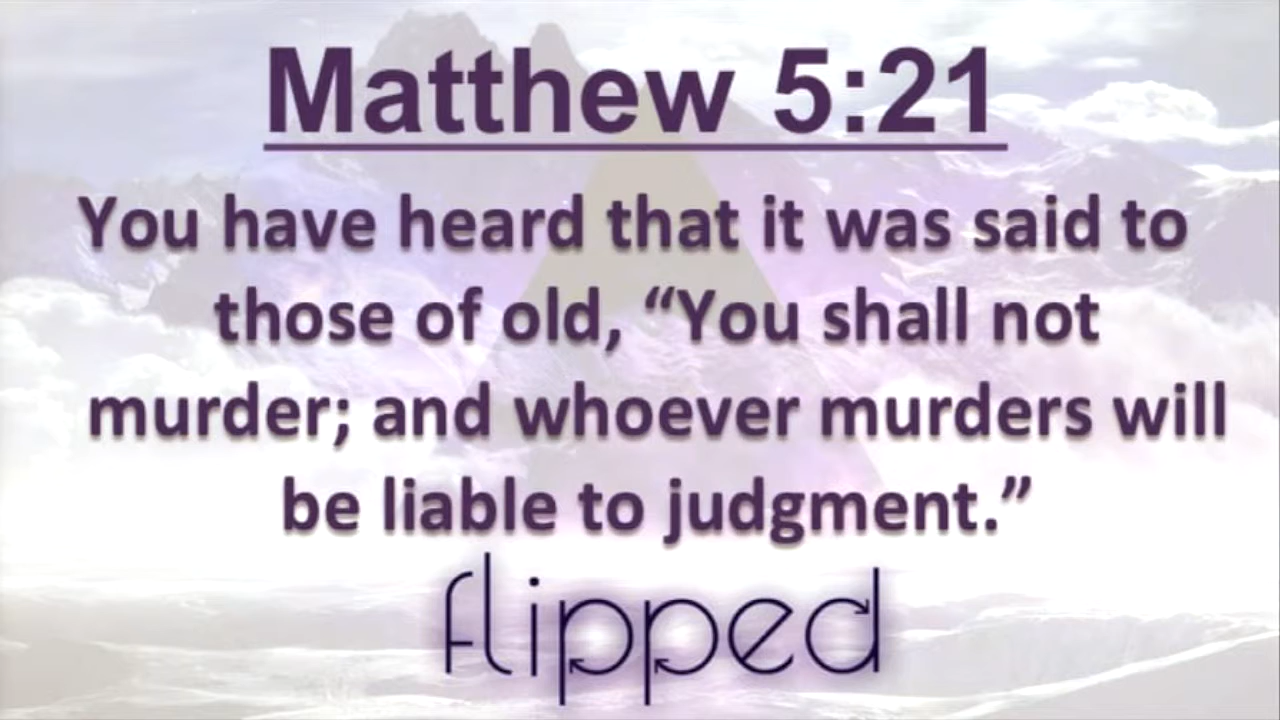 Matthew 5:21
You have heard that it was said to
those of old, “You shall not
murder; and whoever murders will
be liable to judgment.”
flipped